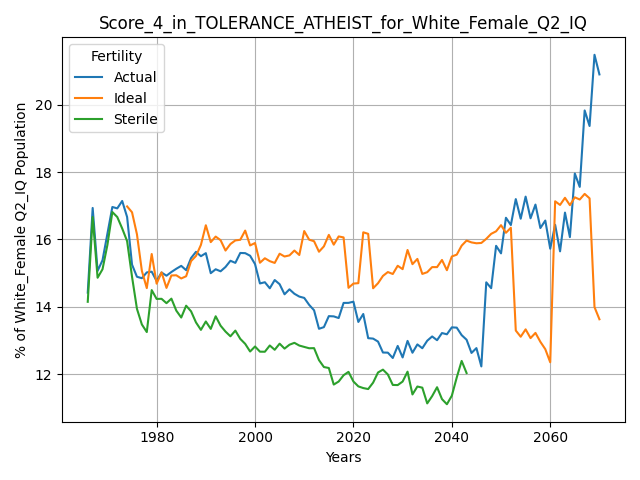 Score_4_in_TOLERANCE_ATHEIST_for_White_Female_Q2_IQ
Fertility
Actual
Ideal
Sterile
% of White_Female Q2_IQ Population
20
18
16
14
12
1980
2000
2020
2040
2060
Years